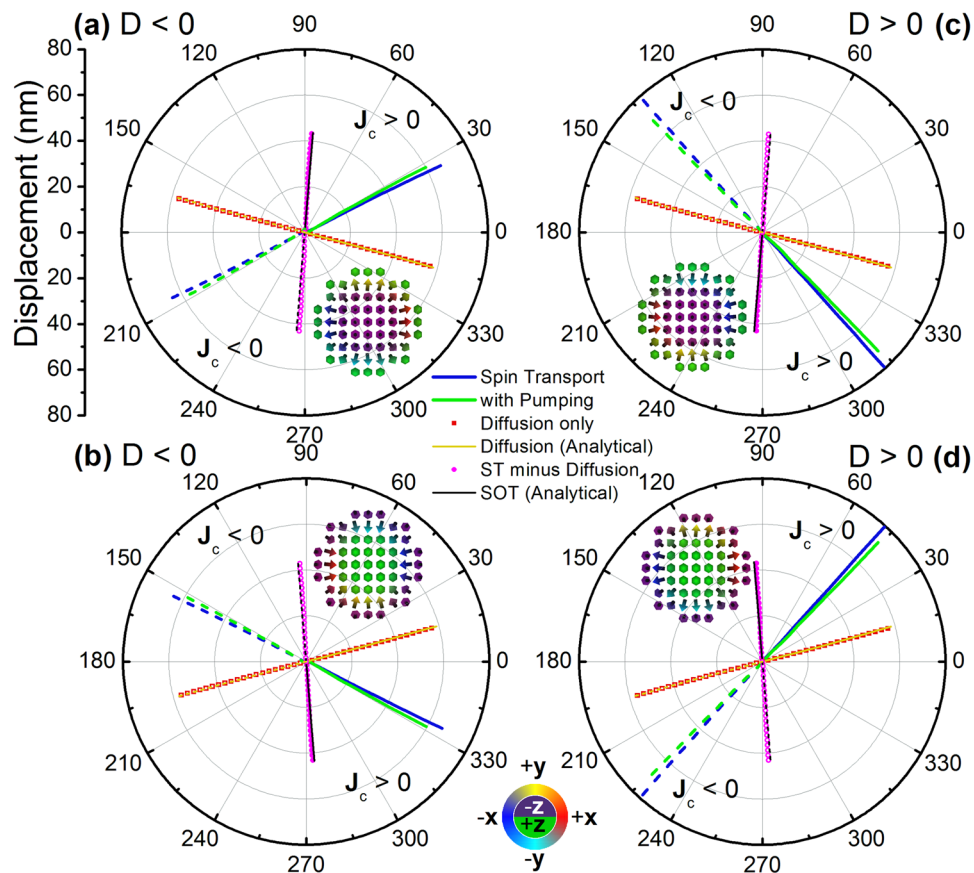 (a) D < 0
D > 0 (c)
Displacement (nm)
80
60
40
20
0
20
40
60
80
90
120
60
150
30
0
210
330
240
300
270
J_c > 0
J_c < 0
90
120
60
150
30
180
0
210
330
240
300
270
J_c < 0
J_c > 0
Spin Transport
with Pumping
Diffusion only
Diffusion (Analytical)
ST minus Diffusion
SOT (Analytical)
(b) D < 0
D > 0 (d)
90
120
60
150
30
180
0
210
330
240
300
270
J_c < 0
J_c > 0
90
120
60
150
30
180
0
210
330
240
300
270
J_c > 0
J_c < 0
+y
-z
-x
+x
+z
-y